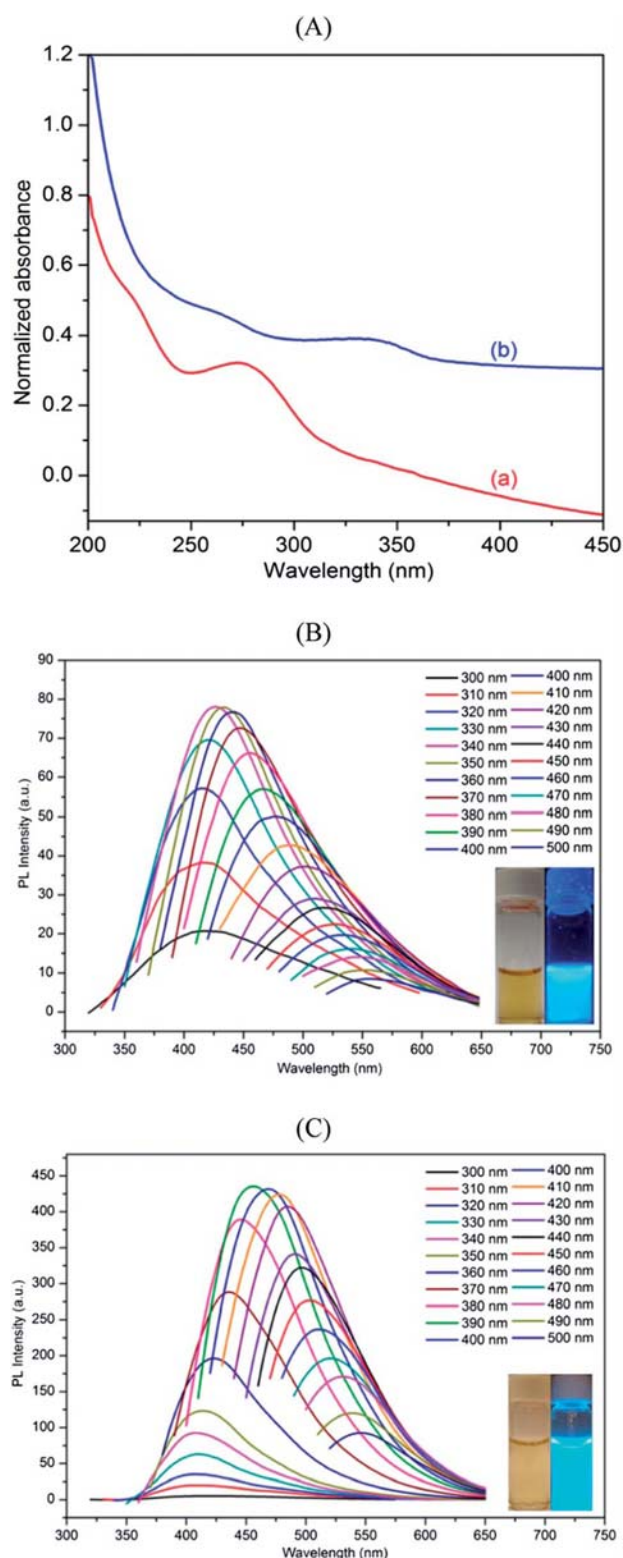 (A)
1.2
1.0
0.8
0.6
0.4
0.2
0.0
Normalized absorbance
(b)
(a)
200 250 300 350 400 450
Wavelength (nm)
(B)
90
80
70
60
50
40
30
20
10
0
PL Intensity (a.u.)
300 nm 400 nm
310 nm 410 nm
320 nm 420 nm
330 nm 430 nm
340 nm 440 nm
350 nm 450 nm
360 nm 460 nm
370 nm 470 nm
380 nm 480 nm
390 nm 490 nm
400 nm 500 nm
300 350 400 450 500 550 600 650 700 750
Wavelength (nm)
(C)
450
400
350
300
250
200
150
100
50
0
PL Intensity (a.u.)
300 nm 400 nm
310 nm 410 nm
320 nm 420 nm
330 nm 430 nm
340 nm 440 nm
350 nm 450 nm
360 nm 460 nm
370 nm 470 nm
380 nm 480 nm
390 nm 490 nm
400 nm 500 nm
300 350 400 450 500 550 600 650 700 750
Wavelength (nm)